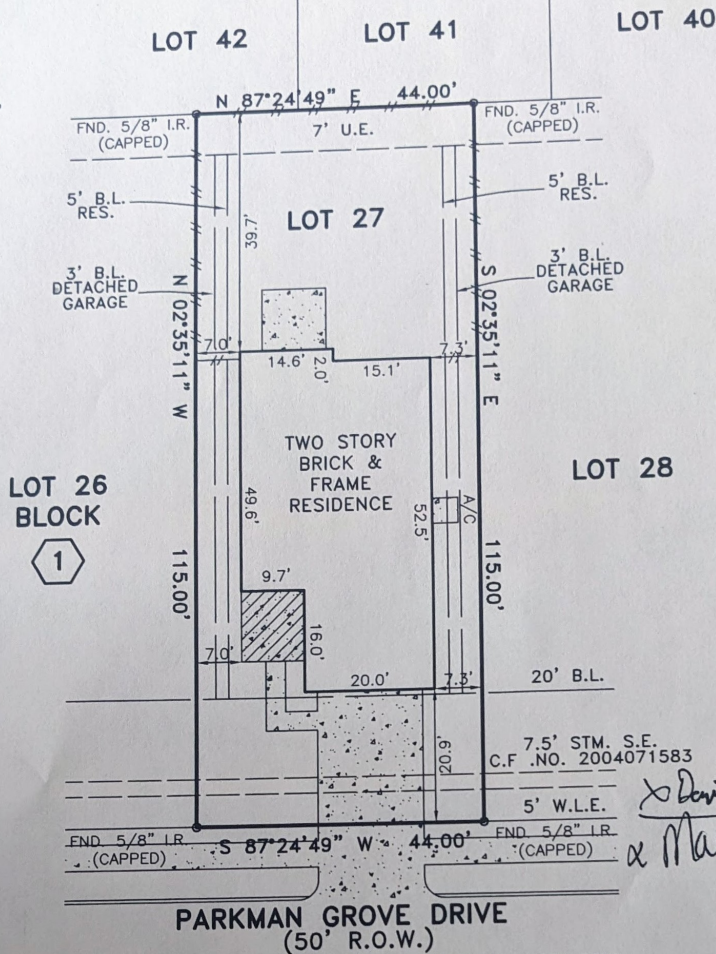 LOT 42
LOT 41
LOT 40
N 87°24'49" E 44.00'
FND. 5/8" I.R.
(CAPPED)
FND. 5/8" I.R.
(CAPPED)
7' U.E.
5' B.L.
RES.
5' B.L.
RES.
39.7'
LOT 27
3' B.L.
DETACHED
GARAGE
3' B.L.
DETACHED
GARAGE
N 02°35'11" W
S 02°35'11" E
7.0'
14.6'
2.0'
15.1'
7.3'
TWO STORY
BRICK &
FRAME
RESIDENCE
LOT 26
BLOCK
1
LOT 28
49.6'
52.5'
A/C
115.00'
115.00'
9.7'
16.0'
7.0'
20.0'
7.3'
20' B.L.
20.9'
7.5' STM. S.E.
C.F .NO. 2004071583
5' W.L.E.
FND. 5/8" I.R.
(CAPPED)
S 87°24'49" W 44.00'
FND. 5/8" I.R.
(CAPPED)
PARKMAN GROVE DRIVE
(50' R.O.W.)